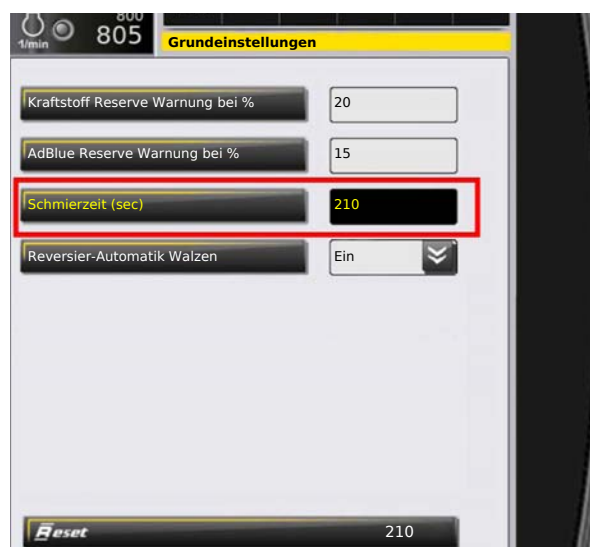 800
1/min 805
Grundeinstellungen
Kraftstoff Reserve Warnung bei % 20
AdBlue Reserve Warnung bei % 15
Schmierzeit (sec) 210
Reversier-Automatik Walzen Ein
Reset 210